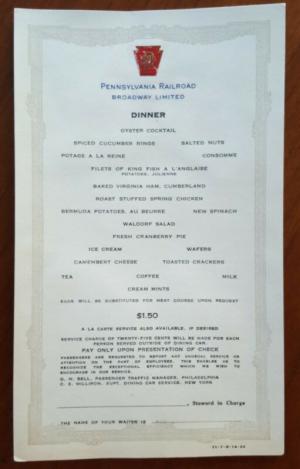 PENNSYLVANIA RAILROAD
BROADWAY LIMITED
DINNER
OYSTER COCKTAIL
SPICED CUCUMBER RINGS SALTED NUTS
POTAGE A LA REINE CONSOMME
FILETS OF KING FISH A L'ANGLAISE
POTATOES, JULIENNE
BAKED VIRGINIA HAM, CUMBERLAND
ROAST STUFFED SPRING CHICKEN
BERMUDA POTATOES, AU BEURRE NEW SPINACH
WALDORF SALAD
FRESH CRANBERRY PIE
ICE CREAM WAFERS
CAMEMBERT CHEESE TOASTED CRACKERS
TEA COFFEE MILK
CREAM MINTS
EGGS WILL BE SUBSTITUTED FOR MEAT COURSE UPON REQUEST
$1.50
A LA CARTE SERVICE ALSO AVAILABLE, IF DESIRED
SERVICE CHARGE OF TWENTY-FIVE CENTS WILL BE MADE FOR EACH
PERSON SERVED OUTSIDE OF DINING CAR.
PAY ONLY UPON PRESENTATION OF CHECK
PASSENGERS ARE REQUESTED TO REPORT ANY UNUSUAL SERVICE OR
ATTENTION ON THE PART OF EMPLOYEES. THIS ENABLES US TO
RECOGNIZE THE EXCEPTIONAL EFFICIENCY WHICH WE WISH TO
ENCOURAGE IN OUR SERVICE.
BELL, PASSENGER TRAFFIC MANAGER, PHILADELPHIA
SUPT. DINING CAR SERVICE, NEW YORK
, Steward in Charge
THE NAME OF YOUR WAITER IS